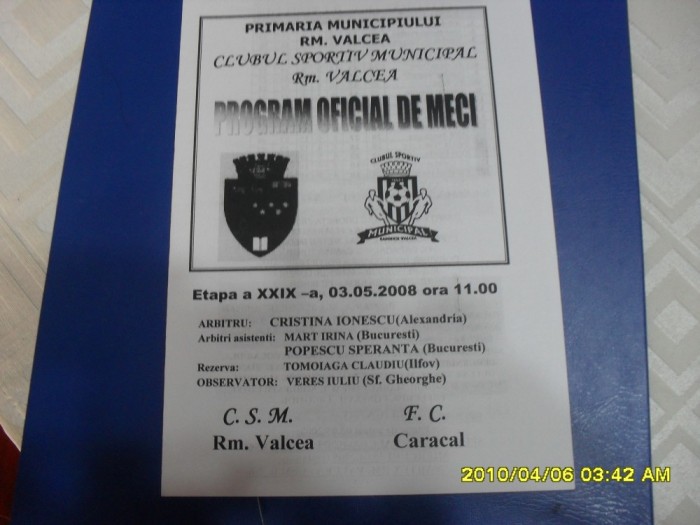 PRIMARIA MUNICIPIULUI
RM. VALCEA
CLUBUL SPORTIV MUNICIPAL
Rm. VALCEA
PROGRAM OFICIAL DE MECI
CLUBUL SPORTIV
MUNICIPAL
RAMNICU VALCEA
Etapa a XXIX –a, 03.05.2008 ora 11.00
ARBITRU: CRISTINA IONESCU(Alexandria)
Arbitri asistenti: MART IRINA (Bucuresti)
POPESCU SPERANTA (Bucuresti)
Rezerva: TOMOIAGA CLAUDIU(Ilfov)
OBSERVATOR: VERES IULIU (Sf. Gheorghe)
C. S. M. F. C.
Rm. Valcea Caracal
2010/04/06 03:42 AM